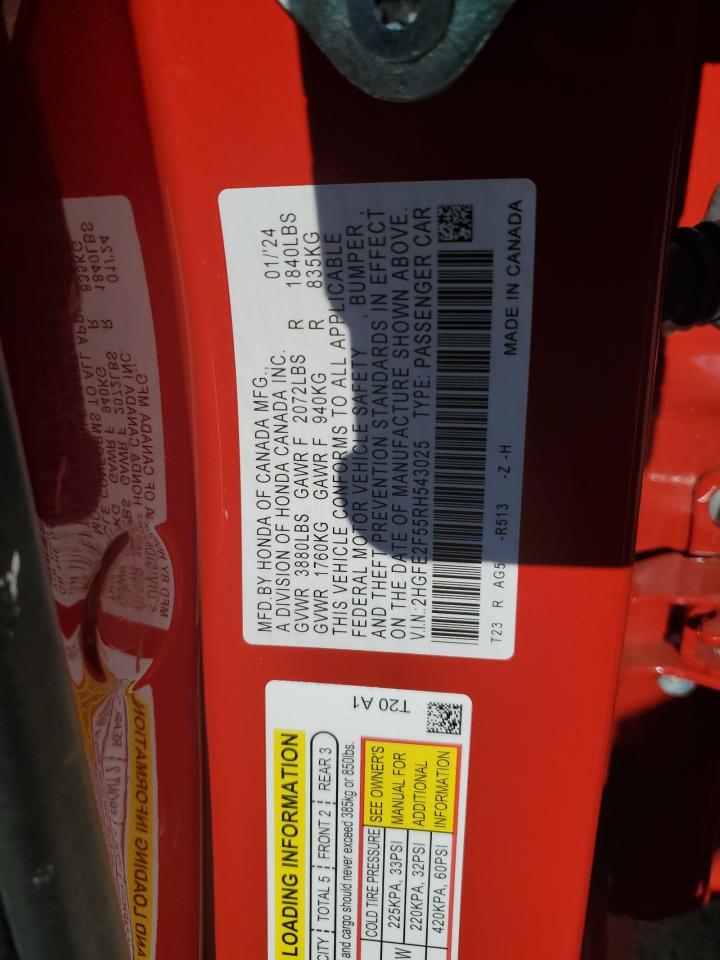 MFD.BY HONDA OF CANADA MFG.,
A DIVISION OF HONDA CANADA INC. 01/'24
GVWR 3880LBS GAWR F 2072LBS R 1840LBS
GVWR 1760KG GAWR F 940KG R 835KG
THIS VEHICLE CONFORMS TO ALL APPLICABLE
FEDERAL MOTOR VEHICLE SAFETY , BUMPER ,
AND THEFT PREVENTION STANDARDS IN EFFECT
ON THE DATE OF MANUFACTURE SHOWN ABOVE.
V.I.N.:2HGFE2F55RH543025 TYPE: PASSENGER CAR
T23 R AG5 -R513 -Z -H MADE IN CANADA
T20 A1
LOADING INFORMATION
TOTAL 5 FRONT 2 REAR 3
and cargo should never exceed 385kg or 850lbs.
COLD TIRE PRESSURE
225KPA, 33PSI
220KPA, 32PSI
420KPA, 60PSI
SEE OWNER'S
MANUAL FOR
ADDITIONAL
INFORMATION